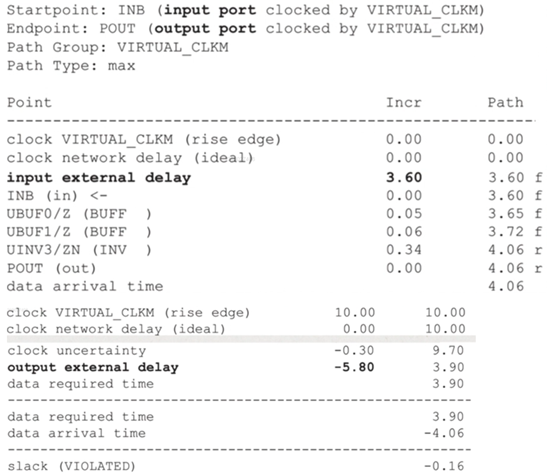 Startpoint: INB (input port clocked by VIRTUAL_CLKM)
Endpoint: POUT (output port clocked by VIRTUAL_CLKM)
Path Group: VIRTUAL_CLKM
Path Type: max
Point Incr Path
------------------------------------------------------------
clock VIRTUAL_CLKM (rise edge) 0.00 0.00
clock network delay (ideal) 0.00 0.00
input external delay 3.60 3.60 f
INB (in) <- 0.00 3.60 f
UBUF0/Z (BUFF ) 0.05 3.65 f
UBUF1/Z (BUFF ) 0.06 3.72 f
UINV3/ZN (INV ) 0.34 4.06 r
POUT (out) 0.00 4.06 r
data arrival time 4.06
clock VIRTUAL_CLKM (rise edge) 10.00 10.00
clock network delay (ideal) 0.00 10.00
clock uncertainty -0.30 9.70
output external delay -5.80 3.90
data required time 3.90
------------------------------------------------------------
data required time 3.90
data arrival time -4.06
------------------------------------------------------------
slack (VIOLATED) -0.16